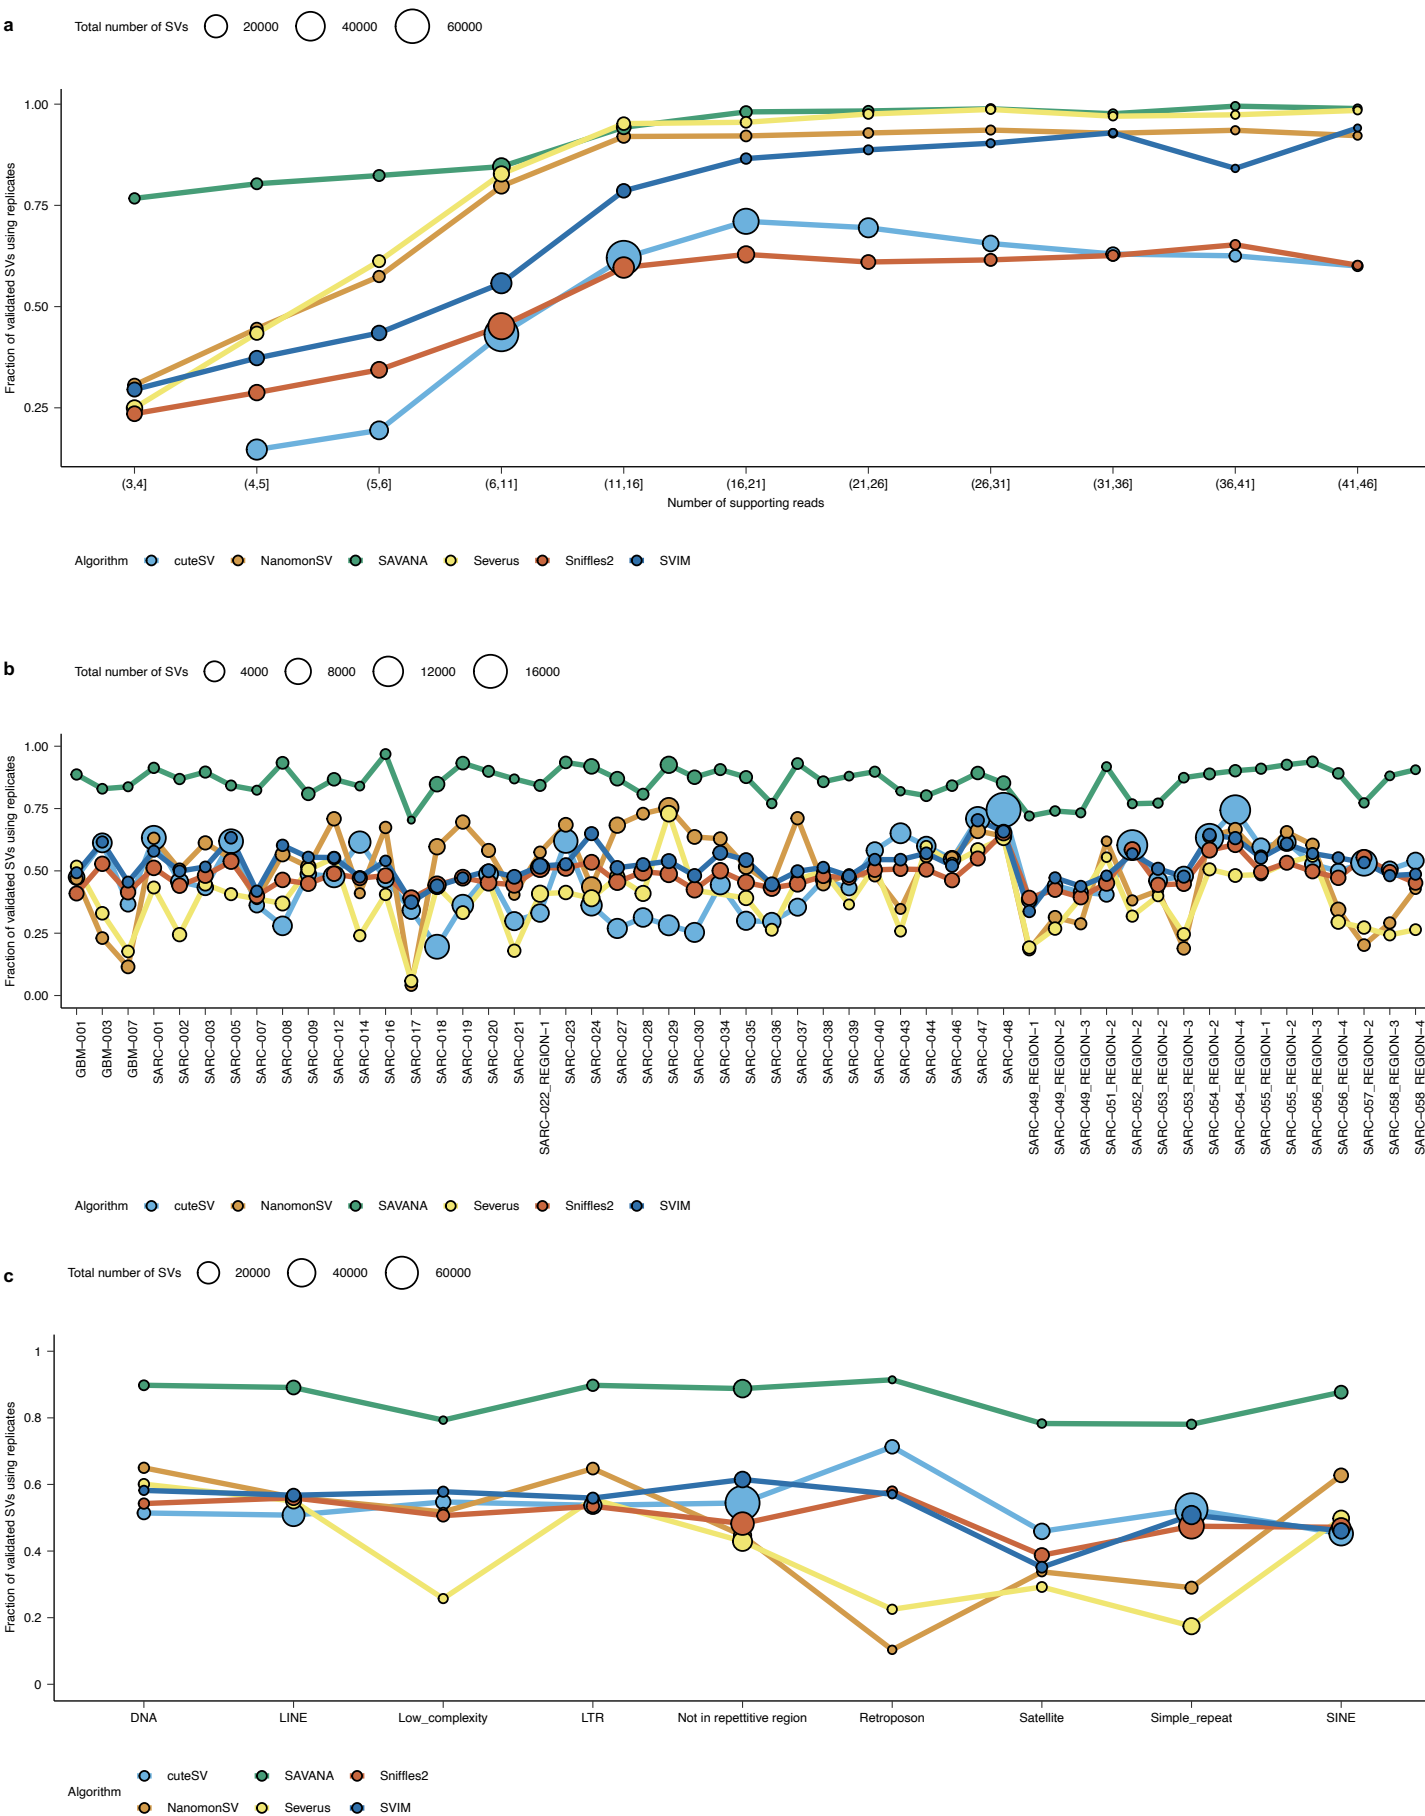 a
Total number of SVs 20000 40000 60000
Fraction of validated SVs using replicates
1.00
0.75
0.50
0.25
(3,4] (4,5] (5,6] (6,11] (11,16] (16,21] (21,26] (26,31] (31,36] (36,41] (41,46]
Number of supporting reads
Algorithm cuteSV NanomonSV SAVANA Severus Sniffles2 SVIM
b
Total number of SVs 4000 8000 12000 16000
Fraction of validated SVs using replicates
1.00
0.75
0.50
0.25
0.00
GBM-001
GBM-003
GBM-007
SARC-001
SARC-002
SARC-003
SARC-005
SARC-007
SARC-008
SARC-009
SARC-012
SARC-014
SARC-016
SARC-017
SARC-018
SARC-019
SARC-020
SARC-021
SARC-022_REGION-1
SARC-023
SARC-024
SARC-027
SARC-028
SARC-029
SARC-030
SARC-034
SARC-035
SARC-036
SARC-037
SARC-038
SARC-039
SARC-040
SARC-043
SARC-044
SARC-046
SARC-047
SARC-048
SARC-049_REGION-1
SARC-049_REGION-2
SARC-049_REGION-3
SARC-051_REGION-2
SARC-052_REGION-2
SARC-053_REGION-2
SARC-053_REGION-3
SARC-054_REGION-2
SARC-054_REGION-4
SARC-055_REGION-1
SARC-055_REGION-2
SARC-056_REGION-3
SARC-056_REGION-4
SARC-057_REGION-2
SARC-058_REGION-3
SARC-058_REGION-4
Algorithm cuteSV NanomonSV SAVANA Severus Sniffles2 SVIM
c
Total number of SVs 20000 40000 60000
Fraction of validated SVs using replicates
1
0.8
0.6
0.4
0.2
0
DNA LINE Low_complexity LTR Not in repettitive region Retroposon Satellite Simple_repeat SINE
Algorithm
cuteSV SAVANA Sniffles2
NanomonSV Severus SVIM